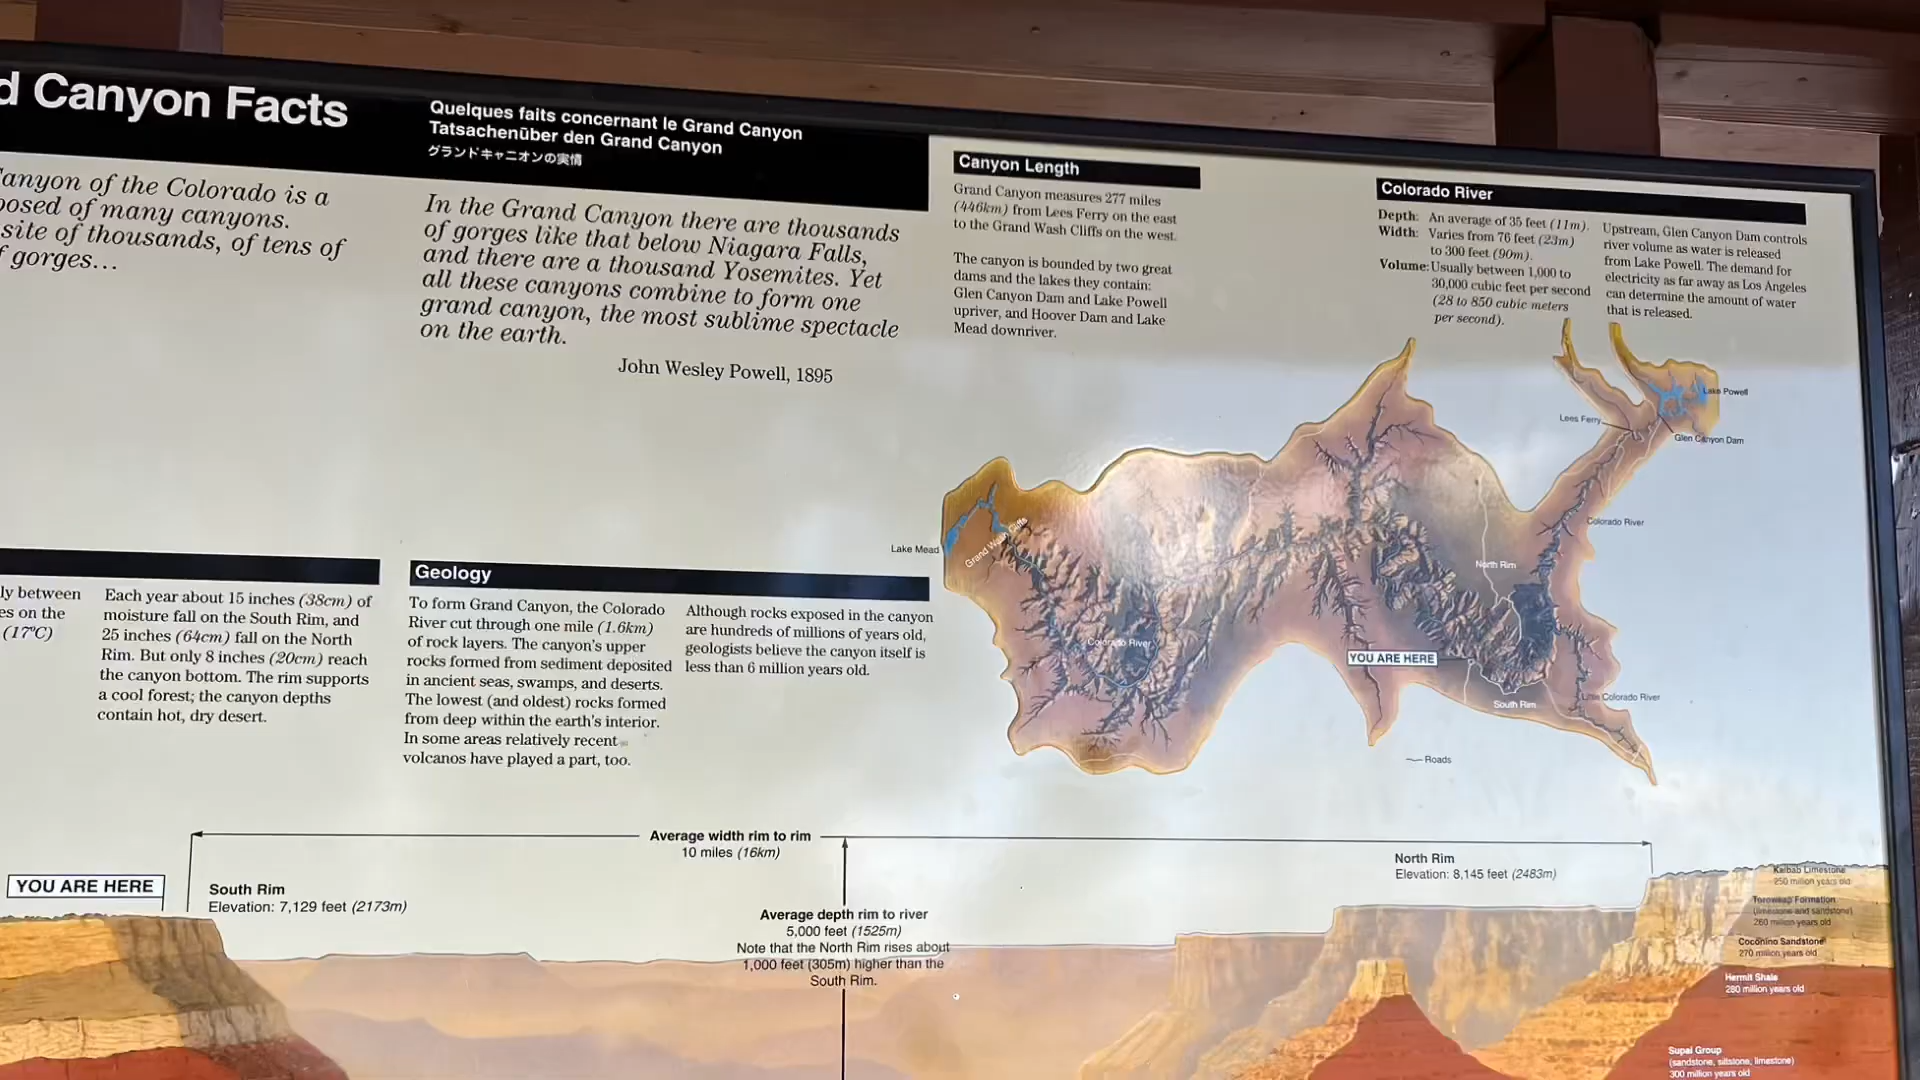 d Canyon Facts
Quelques faits concernant le Grand Canyon
Tatsachenüber den Grand Canyon
グランドキャニオンの実情
Canyon of the Colorado is a
posed of many canyons.
site of thousands, of tens of
f gorges...
In the Grand Canyon there are thousands
of gorges like that below Niagara Falls,
and there are a thousand Yosemites. Yet
all these canyons combine to form one
grand canyon, the most sublime spectacle
on the earth.
John Wesley Powell, 1895
Canyon Length
Grand Canyon measures 277 miles
(446km) from Lees Ferry on the east
to the Grand Wash Cliffs on the west.
The canyon is bounded by two great
dams and the lakes they contain:
Glen Canyon Dam and Lake Powell
upriver, and Hoover Dam and Lake
Mead downriver.
Colorado River
Depth: An average of 35 feet (11m).
Width: Varies from 76 feet (23m)
to 300 feet (90m).
Volume: Usually between 1,000 to
30,000 cubic feet per second
(28 to 850 cubic meters
per second).
Upstream, Glen Canyon Dam controls
river volume as water is released
from Lake Powell. The demand for
electricity as far away as Los Angeles
can determine the amount of water
that is released.
Lake Powell
Lees Ferry
Glen Canyon Dam
Colorado River
Lake Mead
Grand Wash Cliffs
North Rim
Colorado River
YOU ARE HERE
Little Colorado River
South Rim
Roads
ly between
es on the
(17°C)
Each year about 15 inches (38cm) of
moisture fall on the South Rim, and
25 inches (64cm) fall on the North
Rim. But only 8 inches (20cm) reach
the canyon bottom. The rim supports
a cool forest; the canyon depths
contain hot, dry desert.
Geology
To form Grand Canyon, the Colorado
River cut through one mile (1.6km)
of rock layers. The canyon's upper
rocks formed from sediment deposited
in ancient seas, swamps, and deserts.
The lowest (and oldest) rocks formed
from deep within the earth's interior.
In some areas relatively recent
volcanos have played a part, too.
Although rocks exposed in the canyon
are hundreds of millions of years old,
geologists believe the canyon itself is
less than 6 million years old.
Average width rim to rim
10 miles (16km)
YOU ARE HERE
South Rim
Elevation: 7,129 feet (2173m)
North Rim
Elevation: 8,145 feet (2483m)
Average depth rim to river
5,000 feet (1525m)
Note that the North Rim rises about
1,000 feet (305m) higher than the
South Rim.
Kaibab Limestone
250 million years old
Toroweap Formation
(limestone and sandstone)
260 million years old
Coconino Sandstone
270 million years old
Hermit Shale
280 million years old
Supai Group
(sandstone, siltstone, limestone)
300 million years old